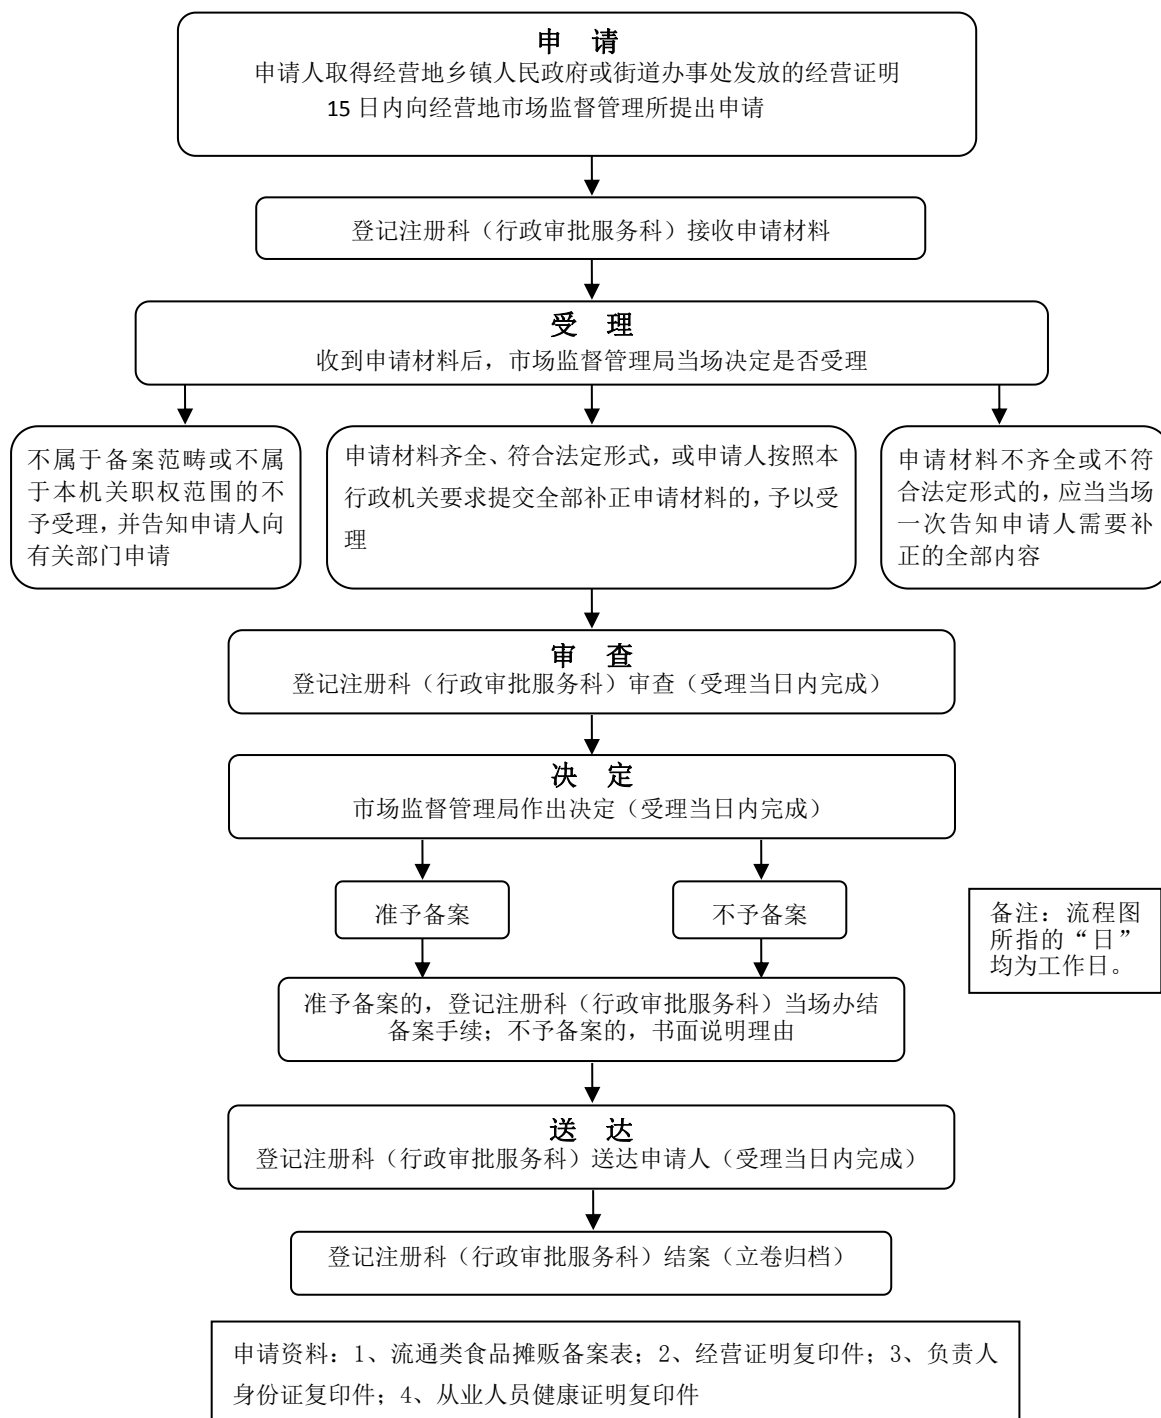 申 请
申请人取得经营地乡镇人民政府或街道办事处发放的经营证明
15 日内向经营地市场监督管理所提出申请
登记注册科（行政审批服务科）接收申请材料
受 理
收到申请材料后，市场监督管理局当场决定是否受理
不属于备案范畴或不属
于本机关职权范围的不
予受理，并告知申请人向
有关部门申请
申请材料齐全、符合法定形式，或申请人按照本
行政机关要求提交全部补正申请材料的，予以受
理
申请材料不齐全或不符
合法定形式的，应当当场
一次告知申请人需要补
正的全部内容
审 查
登记注册科（行政审批服务科）审查（受理当日内完成）
决 定
市场监督管理局作出决定（受理当日内完成）
准予备案
不予备案
备注：流程图
所指的“日”
均为工作日。
准予备案的，登记注册科（行政审批服务科）当场办结
备案手续；不予备案的，书面说明理由
送 达
登记注册科（行政审批服务科）送达申请人（受理当日内完成）
登记注册科（行政审批服务科）结案（立卷归档）
申请资料：1、流通类食品摊贩备案表；2、经营证明复印件；3、负责人
身份证复印件；4、从业人员健康证明复印件